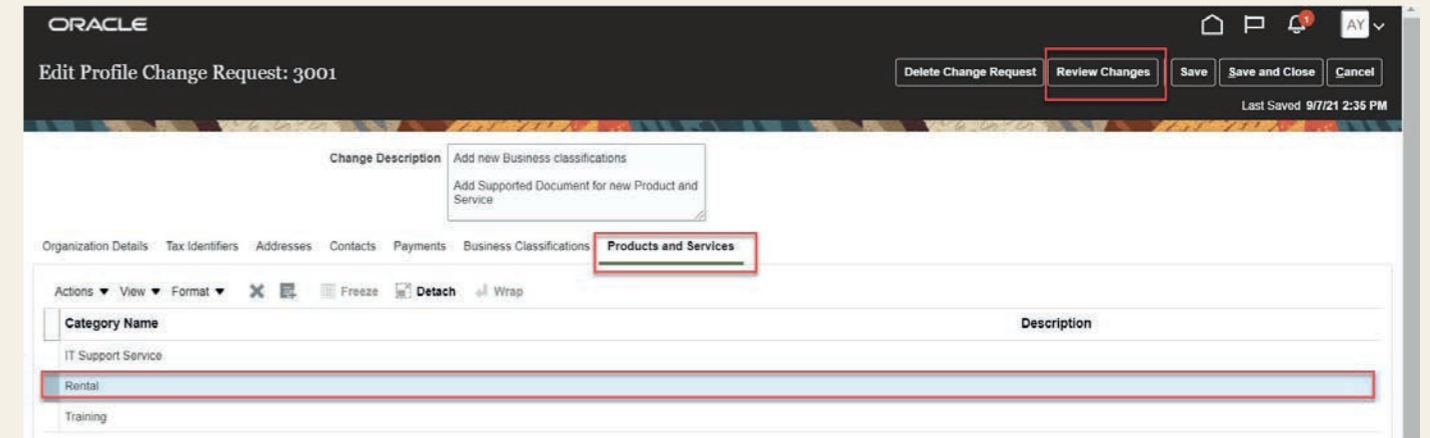 ORACLE
1
AY
Edit Profile Change Request: 3001
Delete Change Request Review Changes Save Save and Close Cancel
Last Saved 9/7/21 2:35 PM
Change Description
Add new Business classifications
Add Supported Document for new Product and
Service
Organization Details Tax Identifiers Addresses Contacts Payments Business Classifications Products and Services
Actions View Format Freeze Detach Wrap
Category Name Description
IT Support Service
Rental
Training